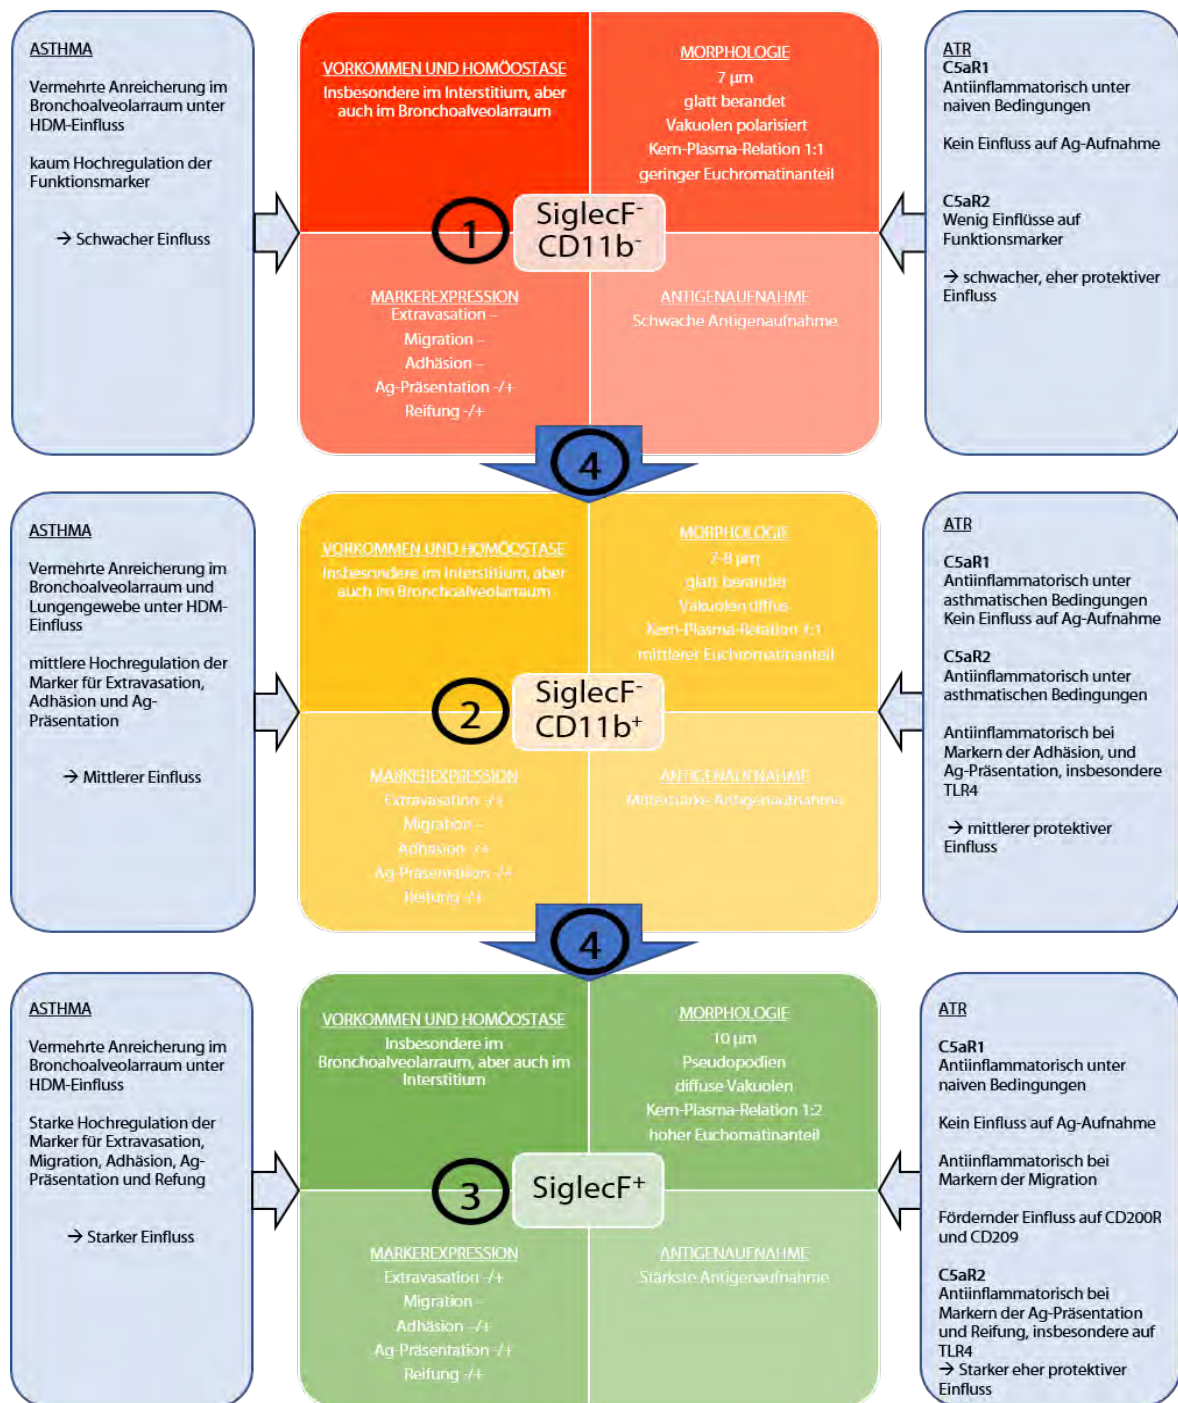 ASTHMA
Vermehrte Anreicherung im
Bronchoalveolarraum unter
HDM-Einfluss
kaum Hochregulation der
Funktionsmarker
→ Schwacher Einfluss
VORKOMMEN UND HOMÖOSTASE
Insbesondere im Interstitium, aber
auch im Bronchoalveolarraum
MORPHOLOGIE
7 µm
glatt berandet
Vakuolen polarisiert
Kern-Plasma-Relation 1:1
geringer Euchromatinanteil
1
SiglecF-
CD11b-
MARKEREXPRESSION
Extravasation –
Migration –
Adhäsion –
Ag-Präsentation -/+
Reifung -/+
ANTIGENAUFNAHME
Schwache Antigenaufnahme
ATR
C5aR1
Antiinflammatorisch unter
naiven Bedingungen
Kein Einfluss auf Ag-Aufnahme
C5aR2
Wenig Einflüsse auf
Funktionsmarker
→ schwacher, eher protektiver
Einfluss
4
ASTHMA
Vermehrte Anreicherung im
Bronchoalveolarraum und
Lungengewebe unter HDM-
Einfluss
mittlere Hochregulation der
Marker für Extravasation,
Adhäsion und Ag-
Präsentation
→ Mittlerer Einfluss
VORKOMMEN UND HOMÖOSTASE
Insbesondere im Interstitium, aber
auch im Bronchoalveolarraum
MORPHOLOGIE
7-8 µm
glatt berandet
Vakuolen diffus
Kern-Plasma-Relation 1:1
mittlerer Euchromatinanteil
2
SiglecF-
CD11b+
MARKEREXPRESSION
Extravasation -/+
Migration –
Adhäsion -/+
Ag-Präsentation -/+
Reifung -/+
ANTIGENAUFNAHME
Mittelstarke Antigenaufnahme
ATR
C5aR1
Antiinflammatorisch unter
asthmatischen Bedingungen
Kein Einfluss auf Ag-Aufnahme
C5aR2
Antiinflammatorisch unter
asthmatischen Bedingungen
Antiinflammatorisch bei
Markern der Adhäsion, und
Ag-Präsentation, insbesondere
TLR4
→ mittlerer protektiver
Einfluss
4
ASTHMA
Vermehrte Anreicherung im
Bronchoalveolarraum unter
HDM-Einfluss
Starke Hochregulation der
Marker für Extravasation,
Migration, Adhäsion, Ag-
Präsentation und Refung
→ Starker Einfluss
VORKOMMEN UND HOMÖOSTASE
Insbesondere im
Bronchoalveolarraum, aber auch im
Interstitium
MORPHOLOGIE
10 µm
Pseudopodien
diffuse Vakuolen
Kern-Plasma-Relation 1:2
hoher Euchomatinanteil
3
SiglecF+
MARKEREXPRESSION
Extravasation -/+
Migration –
Adhäsion –/+
Ag-Präsentation -/+
Reifung -/+
ANTIGENAUFNAHME
Stärkste Antigenaufnahme
ATR
C5aR1
Antiinflammatorisch unter
naiven Bedingungen
Kein Einfluss auf Ag-Aufnahme
Antiinflammatorisch bei
Markern der Migration
Fördernder Einfluss auf CD200R
und CD209
C5aR2
Antiinflammatorisch bei
Markern der Ag-Präsentation
und Reifung, insbesondere auf
TLR4
→ Starker eher protektiver
Einfluss